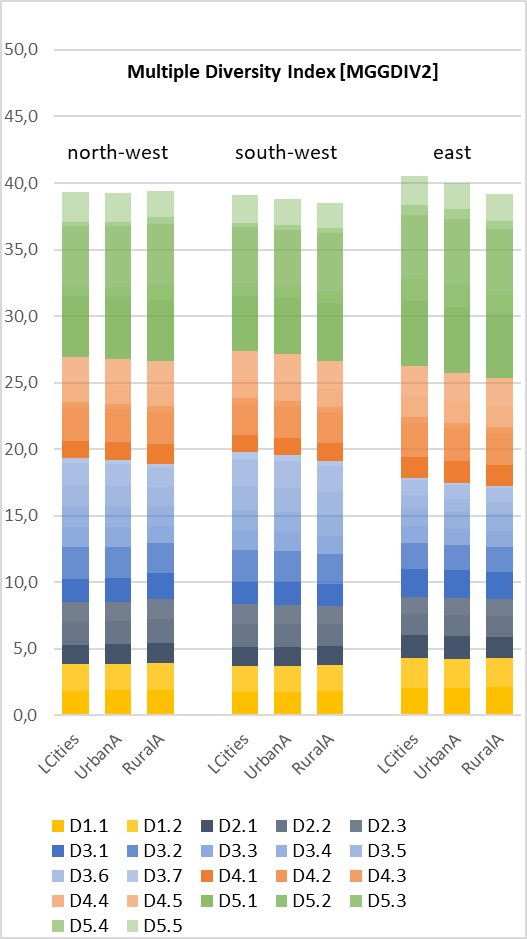 50,0
Multiple Diversity Index [MGGDIV2]
45,0
north-west south-west east
40,0
35,0
30,0
25,0
20,0
15,0
10,0
5,0
0,0
LCities UrbanA RuralA LCities UrbanA RuralA LCities UrbanA RuralA
D1.1 D1.2 D2.1 D2.2 D2.3
D3.1 D3.2 D3.3 D3.4 D3.5
D3.6 D3.7 D4.1 D4.2 D4.3
D4.4 D4.5 D5.1 D5.2 D5.3
D5.4 D5.5